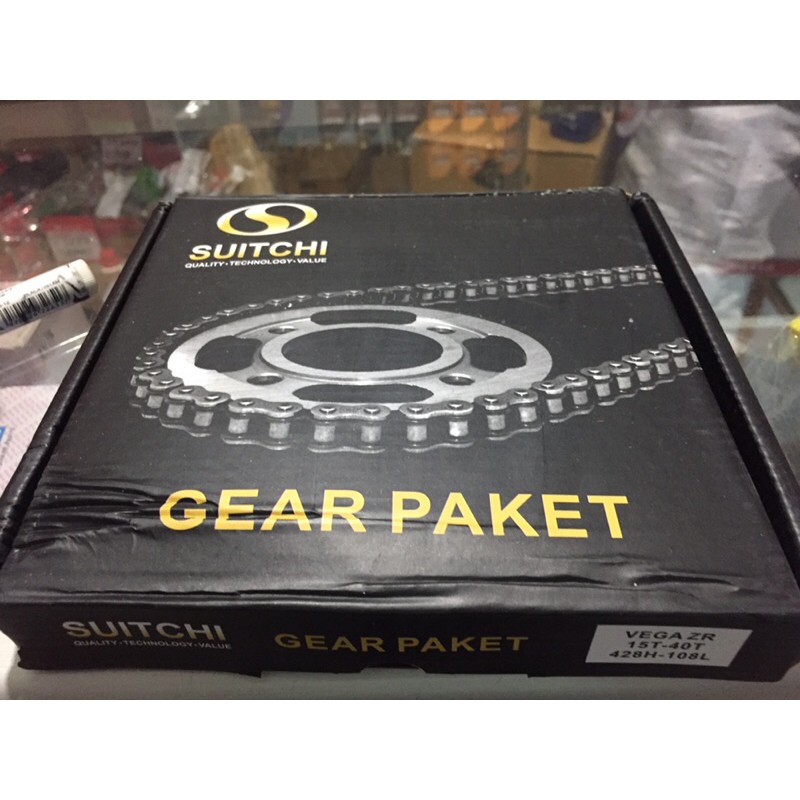 SUITCHI
QUALITY•TECHNOLOGY•VALUE
GEAR PAKET
SUITCHI
QUALITY•TECHNOLOGY•VALUE
GEAR PAKET
VEGA ZR
15T-40T
428H-108L